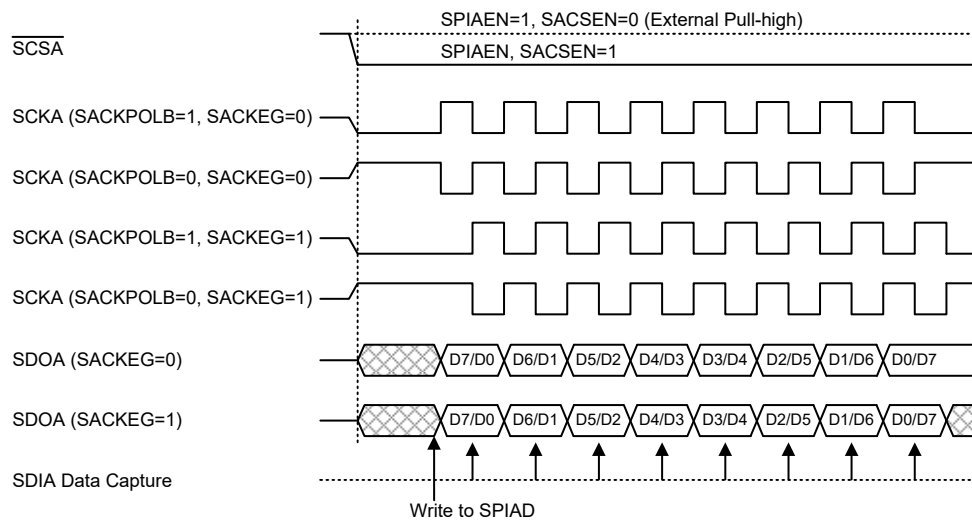 SPIAEN=1, SACSEN=0 (External Pull-high)
SCSA
SPIAEN, SACSEN=1
SCKA (SACKPOLB=1, SACKEG=0)
SCKA (SACKPOLB=0, SACKEG=0)
SCKA (SACKPOLB=1, SACKEG=1)
SCKA (SACKPOLB=0, SACKEG=1)
SDOA (SACKEG=0) D7/D0 D6/D1 D5/D2 D4/D3 D3/D4 D2/D5 D1/D6 D0/D7
SDOA (SACKEG=1) D7/D0 D6/D1 D5/D2 D4/D3 D3/D4 D2/D5 D1/D6 D0/D7
SDIA Data Capture
Write to SPIAD